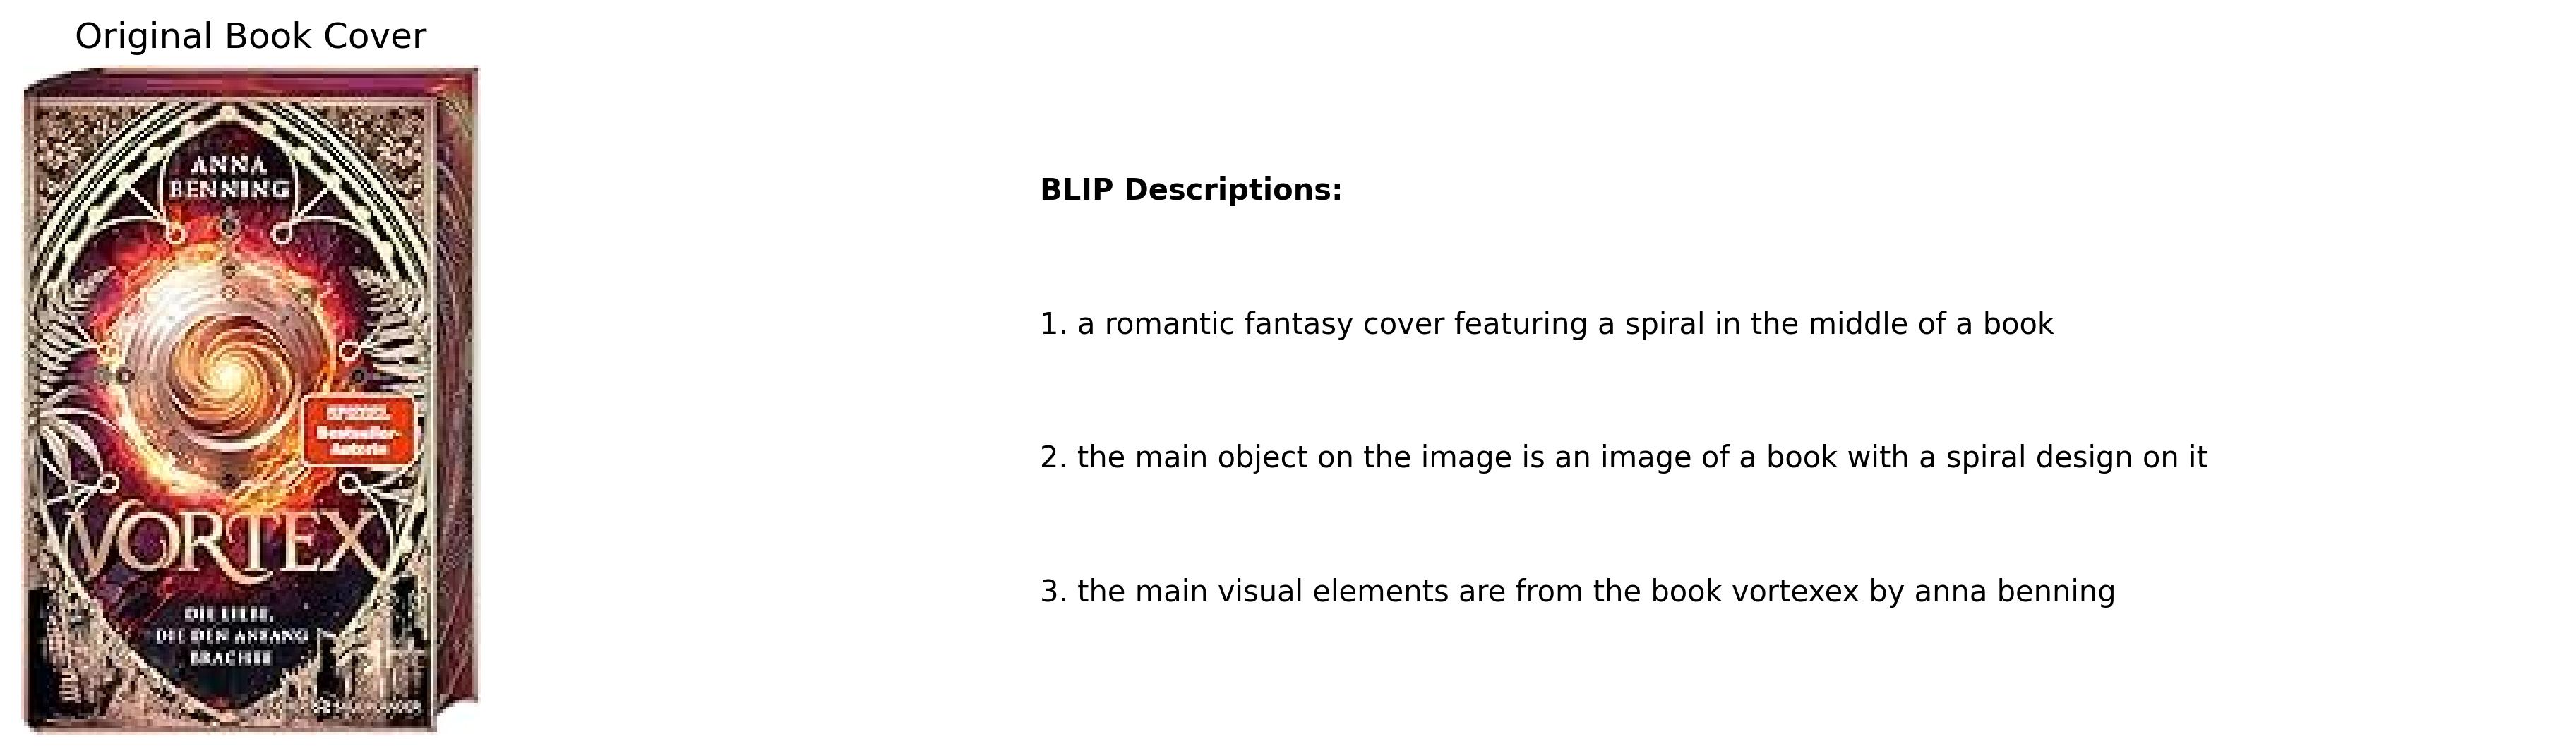 Original Book Cover
ANNA
BENNING
SPIEGEL
Bestseller-
Autorin
VORTEX
DIE LIEBE,
DIE DEN ANFANG
BRACHTE
BLIP Descriptions:
1. a romantic fantasy cover featuring a spiral in the middle of a book
2. the main object on the image is an image of a book with a spiral design on it
3. the main visual elements are from the book vortexex by anna benning